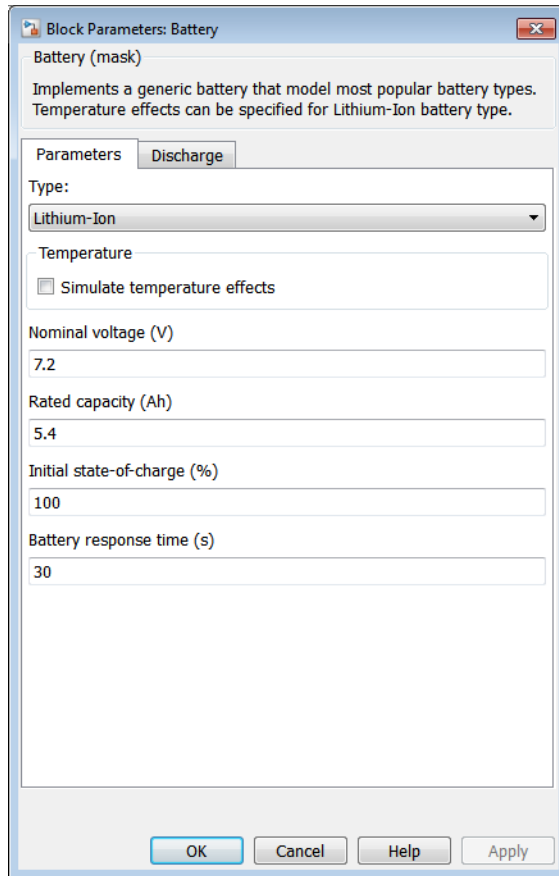 Block Parameters: Battery
Battery (mask)
Implements a generic battery that model most popular battery types.
Temperature effects can be specified for Lithium-Ion battery type.
Parameters Discharge
Type:
Lithium-Ion
Temperature
Simulate temperature effects
Nominal voltage (V)
7.2
Rated capacity (Ah)
5.4
Initial state-of-charge (%)
100
Battery response time (s)
30
OK Cancel Help Apply